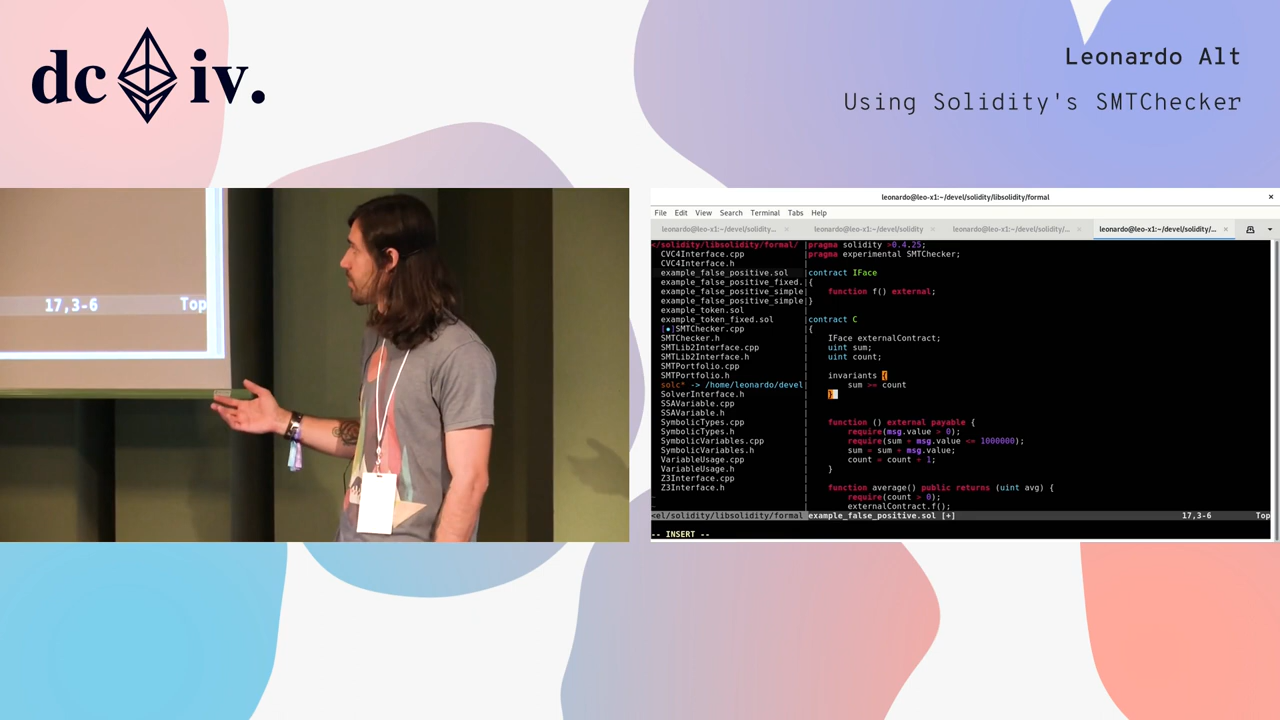 dc iv.
Leonardo Alt
Using Solidity's SMTChecker
17,3-6 Top
leonardo@leo-x1:~/devel/solidity/libsolidity/formal ×
File Edit View Search Terminal Tabs Help
leonardo@leo-x1:~/devel/solidity... × leonardo@leo-x1:~/devel/solidity × leonardo@leo-x1:~/devel/solidity/... × leonardo@leo-x1:~/devel/solidity/... ×
</solidity/libsolidity/formal/ |pragma solidity >0.4.25;
CVC4Interface.cpp |pragma experimental SMTChecker;
CVC4Interface.h |
example_false_positive.sol |contract IFace
example_false_positive_fixed.|{
example_false_positive_simple| function f() external;
example_false_positive_simple|}
example_token.sol |
example_token_fixed.sol |contract C
[•]SMTChecker.cpp |{
SMTChecker.h | IFace externalContract;
SMTLib2Interface.cpp | uint sum;
SMTLib2Interface.h | uint count;
SMTPortfolio.cpp |
SMTPortfolio.h | invariants {
solc* -> /home/leonardo/devel| sum >= count
SolverInterface.h | }
SSAVariable.cpp |
SSAVariable.h |
SymbolicTypes.cpp | function () external payable {
SymbolicTypes.h | require(msg.value > 0);
SymbolicVariables.cpp | require(sum + msg.value <= 1000000);
SymbolicVariables.h | sum = sum + msg.value;
VariableUsage.cpp | count = count + 1;
VariableUsage.h | }
Z3Interface.cpp |
Z3Interface.h | function average() public returns (uint avg) {
~ | require(count > 0);
~ | externalContract.f();
<el/solidity/libsolidity/formal example_false_positive.sol [+] 17,3-6 Top
-- INSERT --